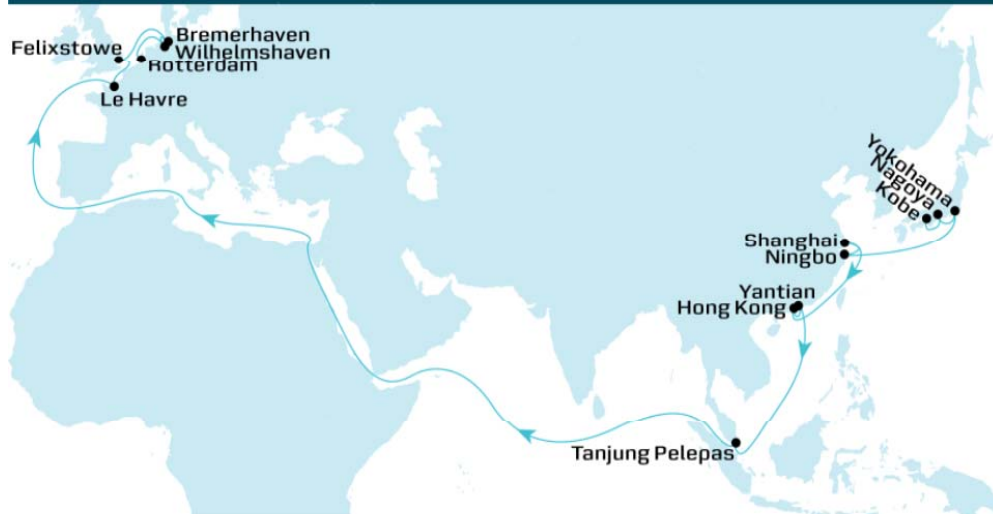 Felixstowe
Bremerhaven
Wilhelmshaven
Rotterdam
Le Havre
Yokohama
Nagoya
Kobe
Shanghai
Ningbo
Yantian
Hong Kong
Tanjung Pelepas